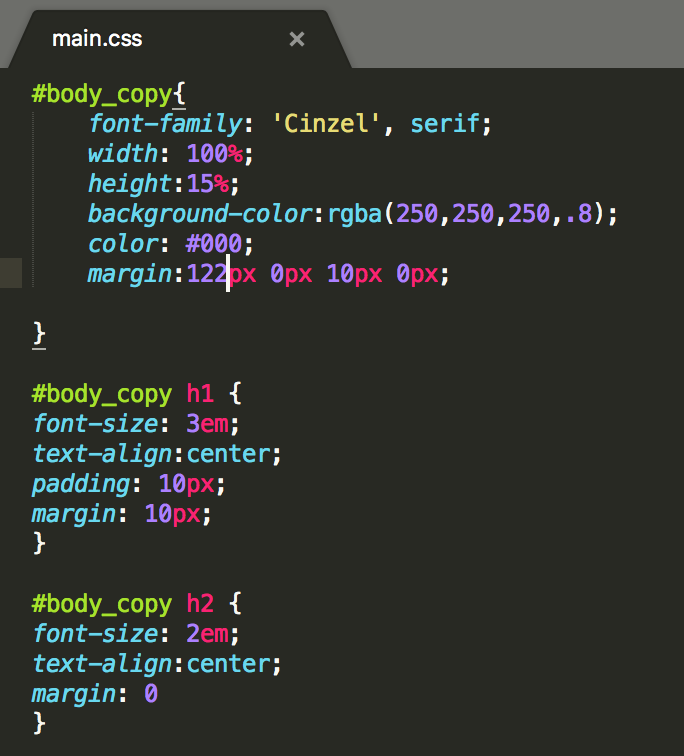 main.css
#body_copy{
font-family: 'Cinzel', serif;
width: 100%;
height:15%;
background-color:rgba(250,250,250,.8);
color: #000;
margin:122px 0px 10px 0px;
}
#body_copy h1 {
font-size: 3em;
text-align:center;
padding: 10px;
margin: 10px;
}
#body_copy h2 {
font-size: 2em;
text-align:center;
margin: 0
}